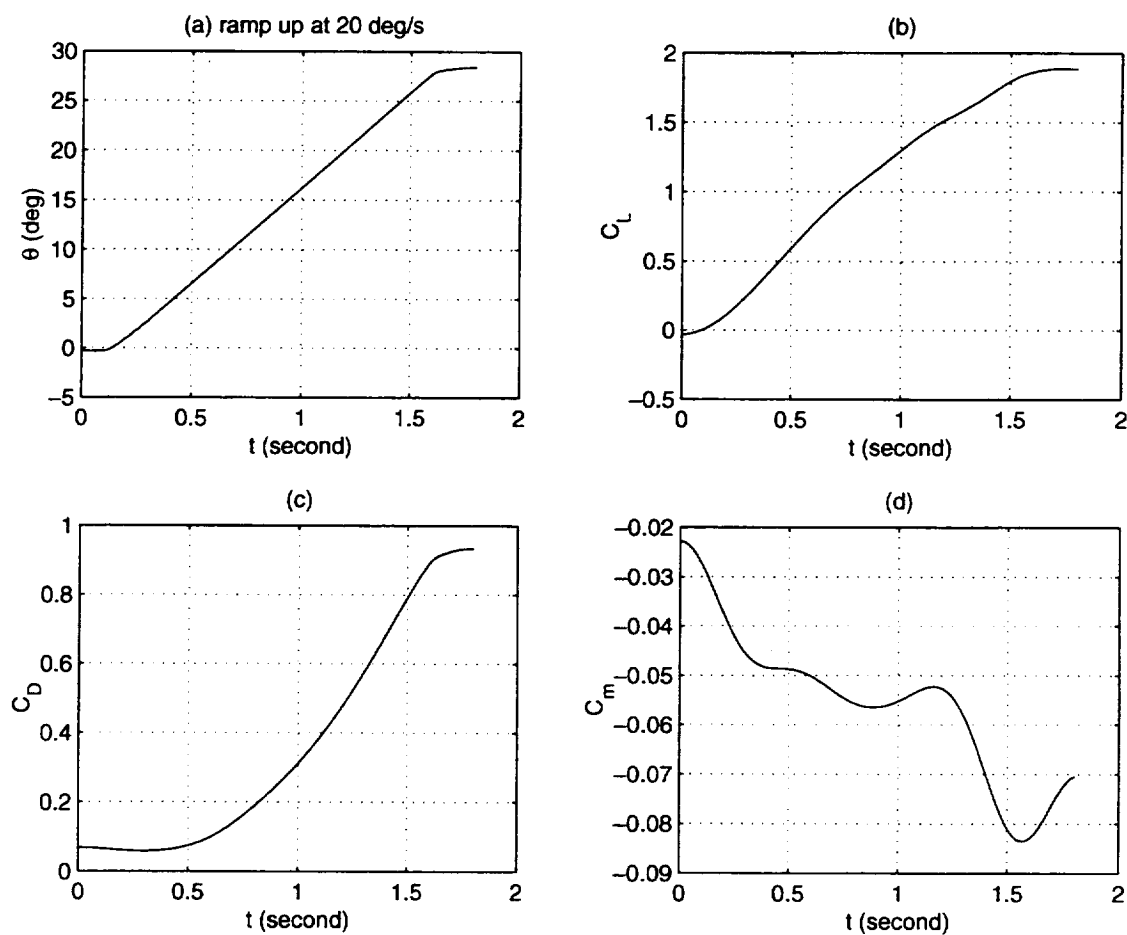 (a) ramp up at 20 deg/s
30
25
20
15
10
5
0
−5
θ (deg)
0 0.5 1 1.5 2
t (second)
(b)
2
1.5
1
0.5
0
−0.5
C_L
0 0.5 1 1.5 2
t (second)
(c)
1
0.8
0.6
0.4
0.2
0
C_D
0 0.5 1 1.5 2
t (second)
(d)
−0.02
−0.03
−0.04
−0.05
−0.06
−0.07
−0.08
−0.09
C_m
0 0.5 1 1.5 2
t (second)